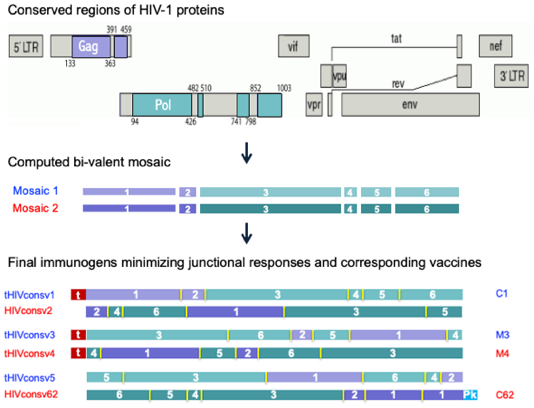 Conserved regions of HIV-1 proteins
391 459
tat
5' LTR Gag vif vpu nef
133 363
rev 3' LTR
482 510 852 1003
Pol vpr env
94 426 741 798
Computed bi-valent mosaic
Mosaic 1 1 2 3 4 5 6
Mosaic 2 1 2 3 4 5 6
Final immunogens minimizing junctional responses and corresponding vaccines
tHIVconsv1 t 1 2 3 4 5 6 C1
HIVconsv2 2 4 6 1 3 5
tHIVconsv3 t 3 6 2 5 1 4 M3
tHIVconsv4 t 4 1 5 2 6 3 M4
tHIVconsv5 5 3 1 6 4 2
HIVconsv62 6 5 4 3 2 1 1 Pk C62